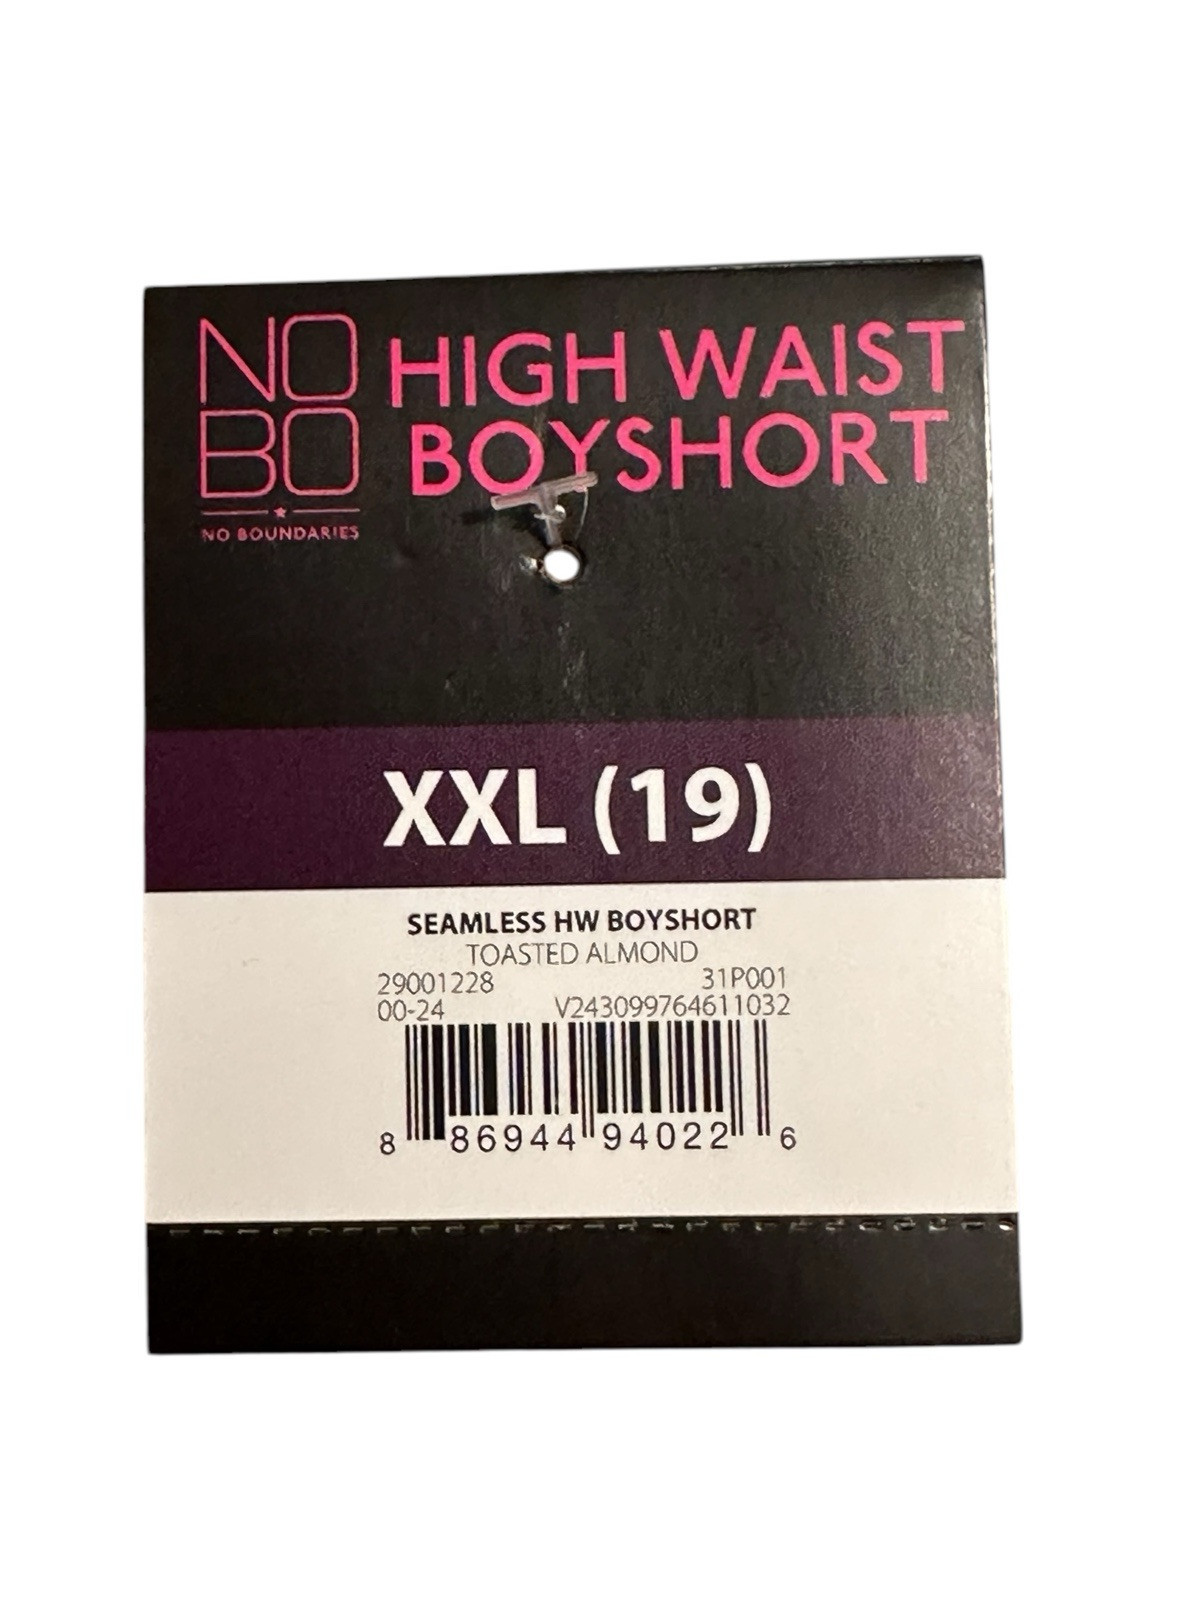 NO
BO
NO BOUNDARIES
HIGH WAIST
BOYSHORT
XXL (19)
SEAMLESS HW BOYSHORT
TOASTED ALMOND
29001228 31P001
00-24 V243099764611032
8 86944 94022 6